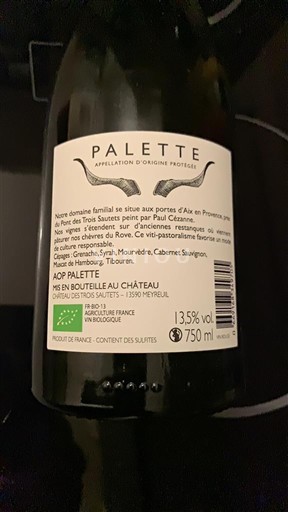 PALETTE
APPELLATION D'ORIGINE PROTÉGÉE
Notre domaine familial se situe aux portes d'Aix en Provence, près
du Pont des Trois Sautets peint par Paul Cézanne.
Nos vignes s'étendent sur d'anciennes restanques où viennent
pâturer nos chèvres du Rove. Ce viti-pastoralisme favorise un mode
de culture responsable.
Cépages : Grenache, Syrah, Mourvèdre, Cabernet Sauvignon,
Muscat de Hambourg, Tibouren.
AOP PALETTE
MIS EN BOUTEILLE AU CHÂTEAU
CHÂTEAU DES TROIS SAUTETS – 13590 MEYREUIL
FR-BIO-13
AGRICULTURE FRANCE
VIN BIOLOGIQUE
13,5% vol.
750 ml
PRODUIT DE FRANCE - CONTIENT DES SULFITES